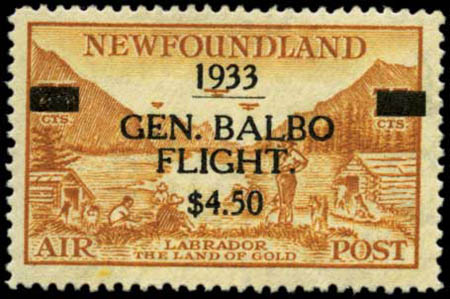 NEWFOUNDLAND
1933
CTS. CTS.
GEN. BALBO
FLIGHT.
$4.50
AIR LABRADOR POST
THE LAND OF GOLD